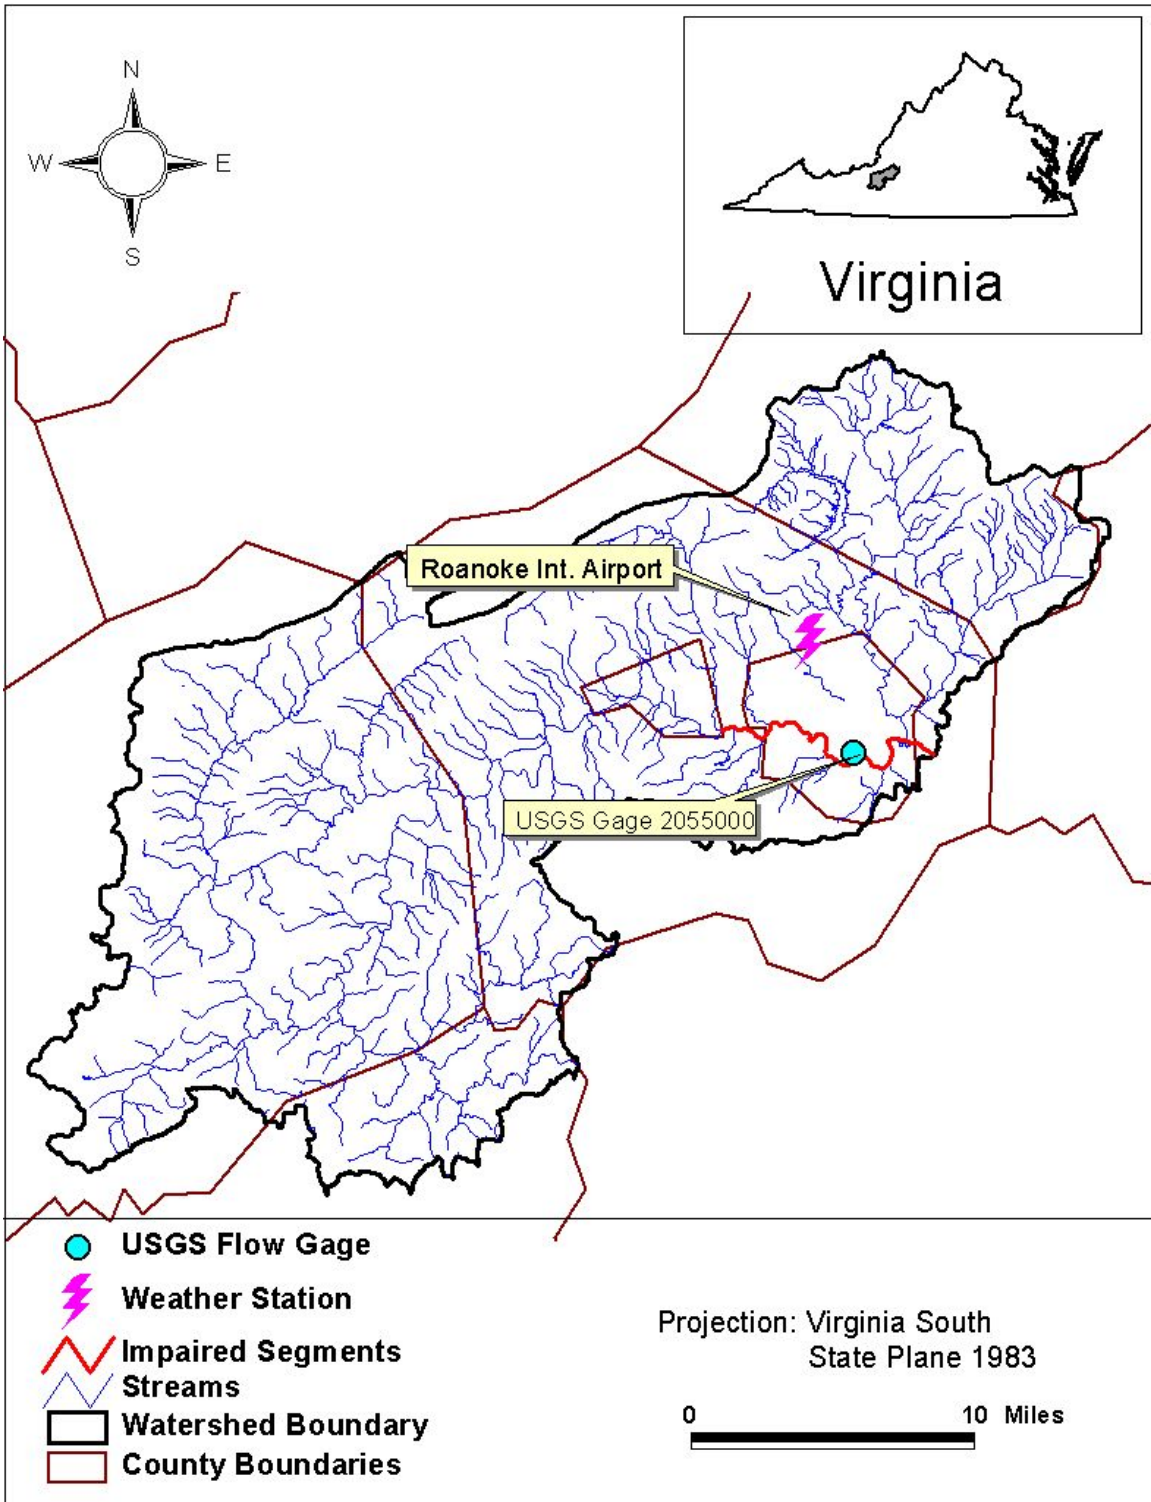 N
W
E
S
Virginia
Roanoke Int. Airport
USGS Gage 2055000
USGS Flow Gage
Weather Station
Impaired Segments
Streams
Watershed Boundary
County Boundaries
Projection: Virginia South
State Plane 1983
0 10 Miles